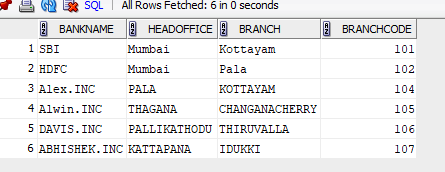 SQL | All Rows Fetched: 6 in 0 seconds
BANKNAME HEADOFFICE BRANCH BRANCHCODE
1 SBI Mumbai Kottayam 101
2 HDFC Mumbai Pala 102
3 Alex.INC PALA KOTTAYAM 104
4 Alwin.INC THAGANA CHANGANACHERRY 105
5 DAVIS.INC PALLIKATHODU THIRUVALLA 106
6 ABHISHEK.INC KATTAPANA IDUKKI 107